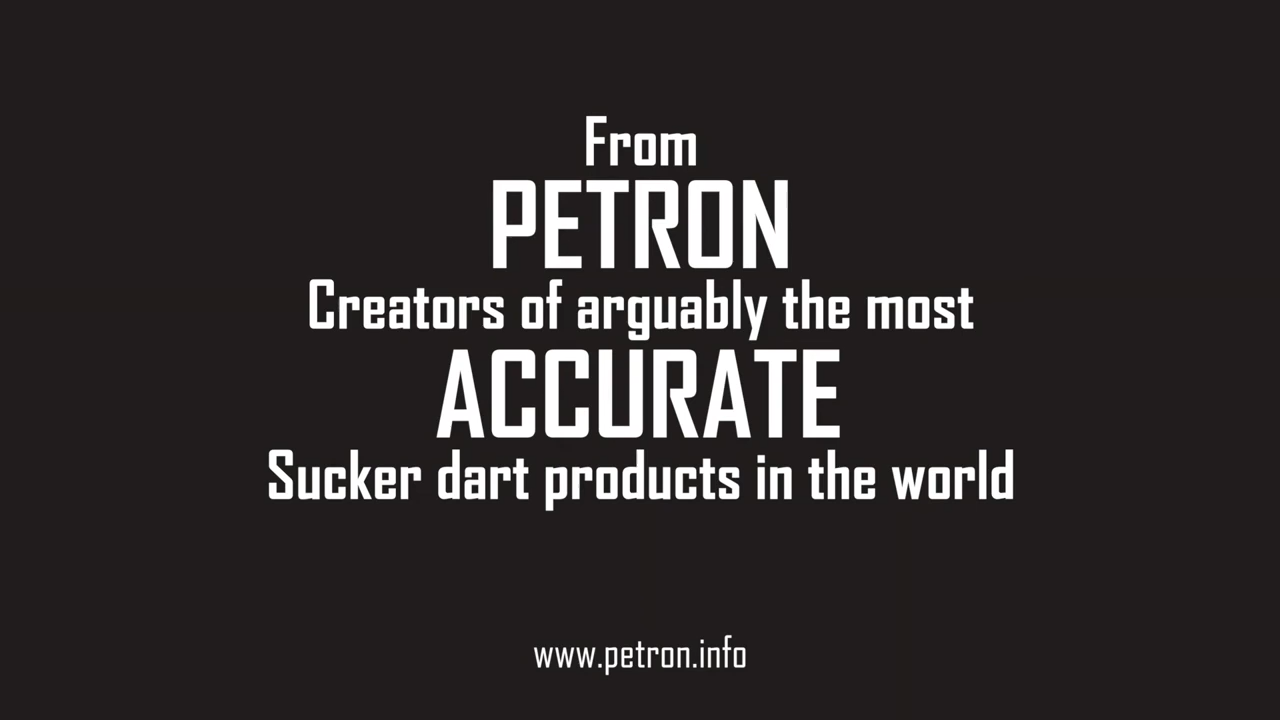 From
PETRON
Creators of arguably the most
ACCURATE
Sucker dart products in the world
www.petron.info